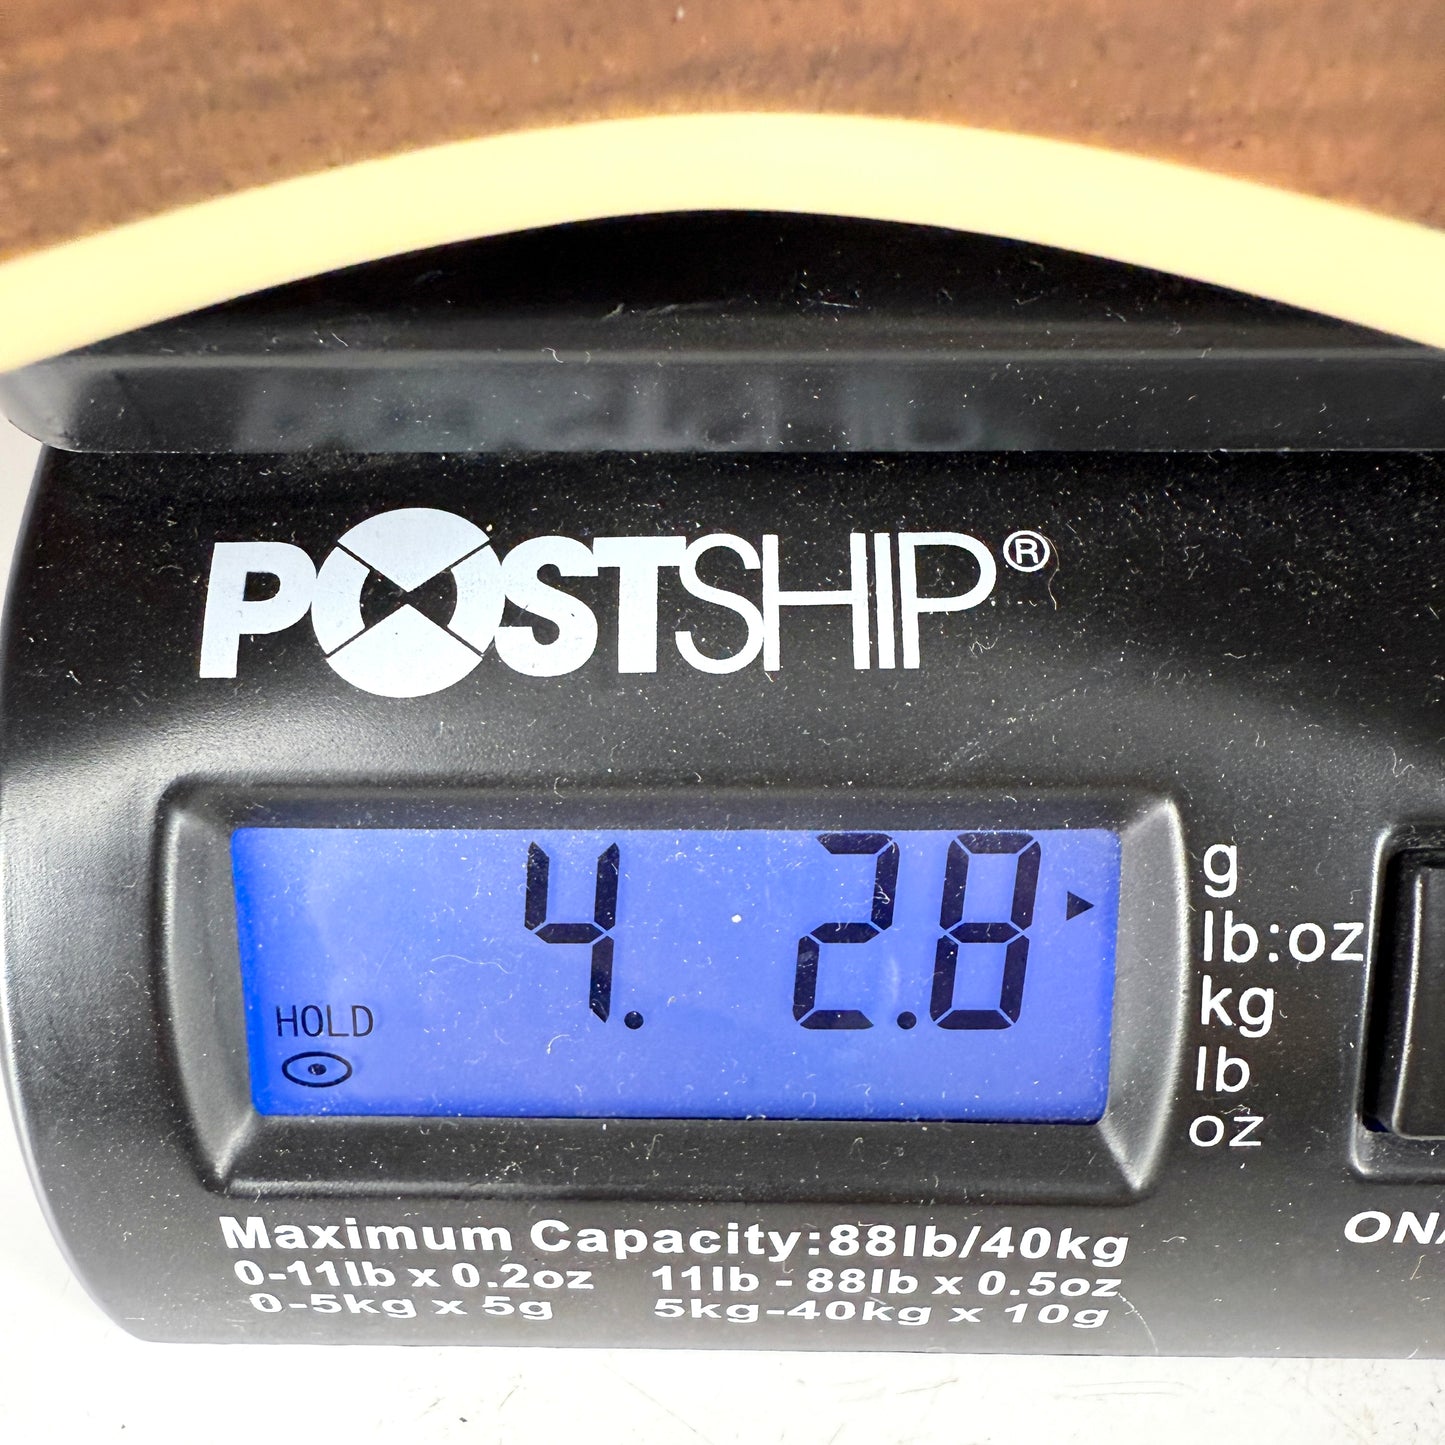 POSTSHIP®
4. 2.8
HOLD
g
lb:oz
kg
lb
oz
Maximum Capacity:88lb/40kg
0-11lb x 0.2oz 11lb - 88lb x 0.5oz
0-5kg x 5g 5kg-40kg x 10g